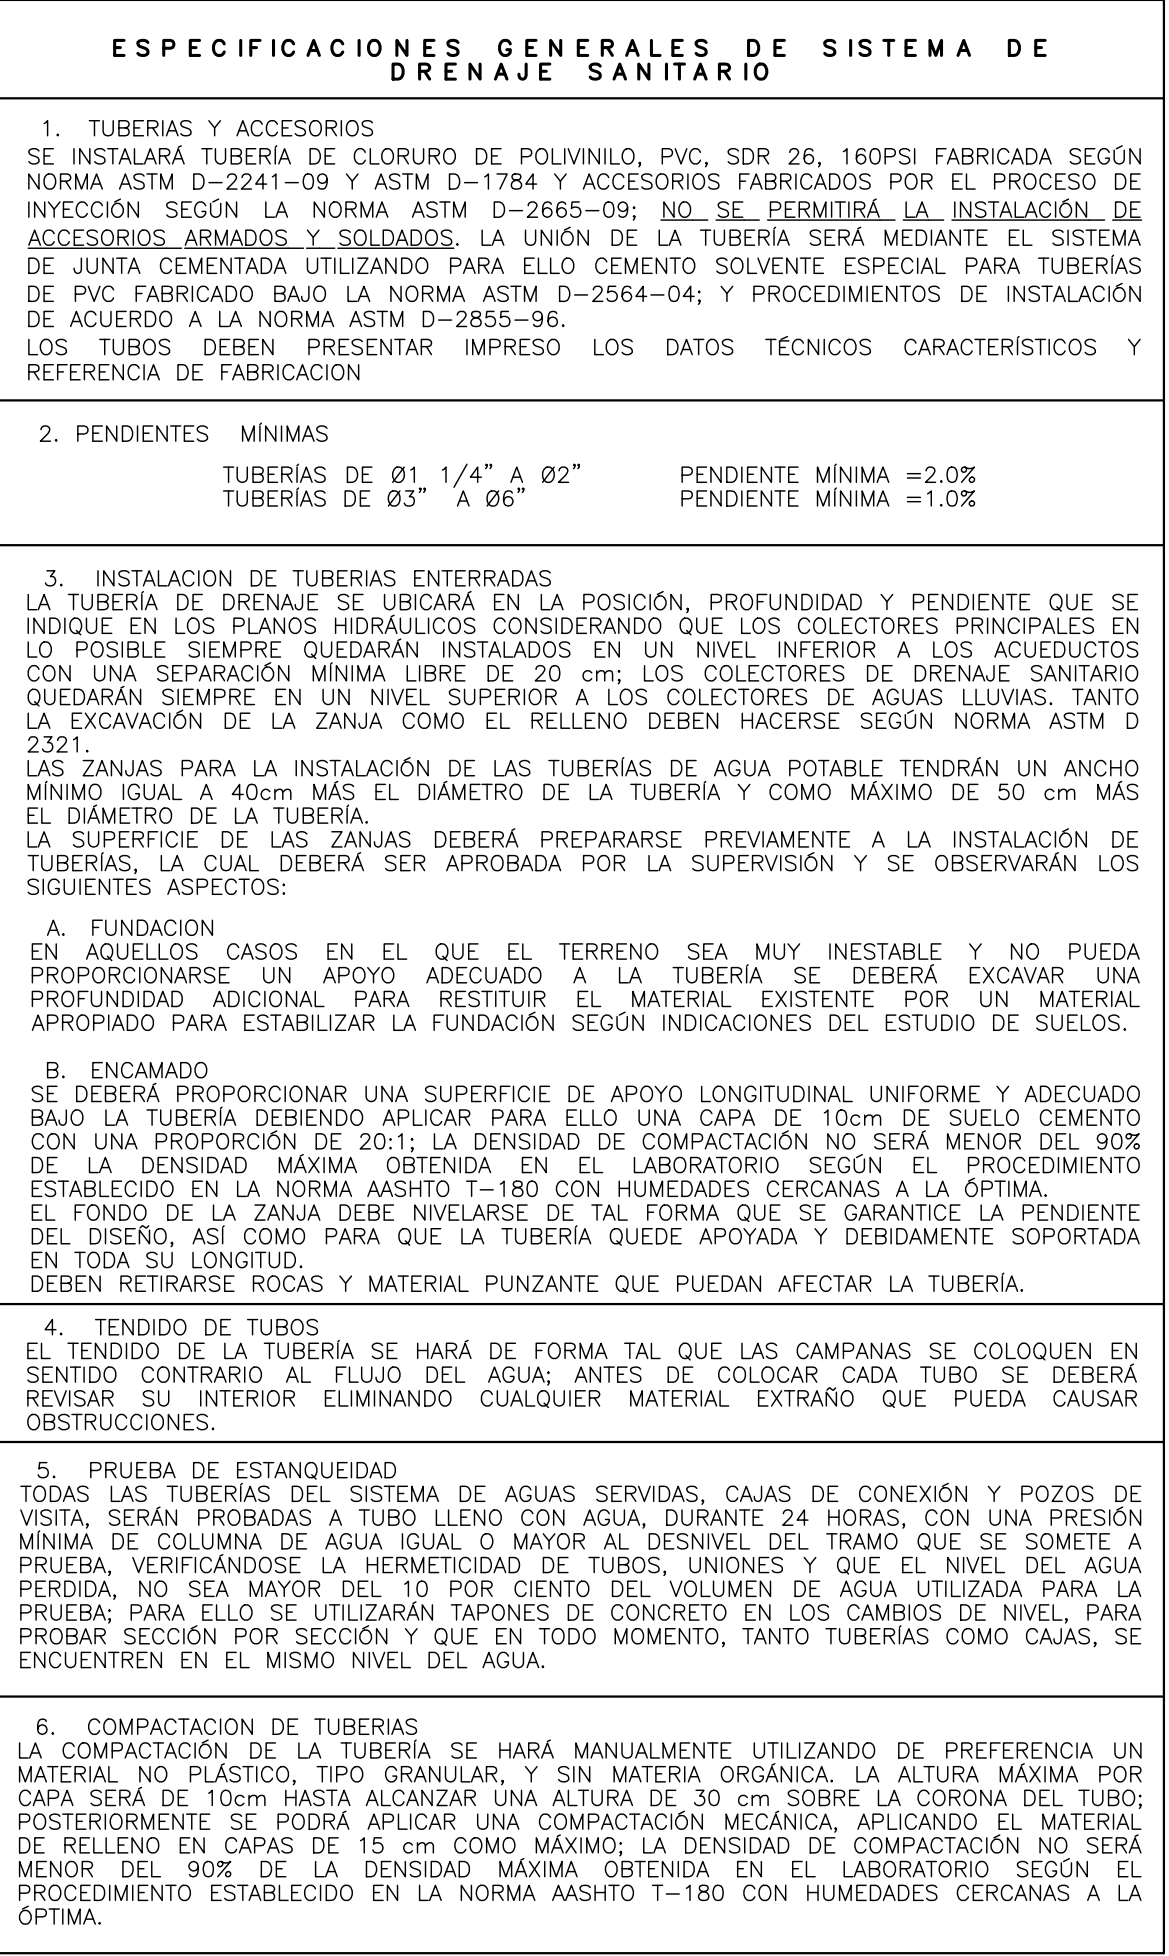 ESPECIFICACIONES GENERALES DE SISTEMA DE
DRENAJE SANITARIO
1. TUBERIAS Y ACCESORIOS
SE INSTALARÁ TUBERÍA DE CLORURO DE POLIVINILO, PVC, SDR 26, 160PSI FABRICADA SEGÚN
NORMA ASTM D-2241-09 Y ASTM D-1784 Y ACCESORIOS FABRICADOS POR EL PROCESO DE
INYECCIÓN SEGÚN LA NORMA ASTM D-2665-09; NO SE PERMITIRÁ LA INSTALACIÓN DE
ACCESORIOS ARMADOS Y SOLDADOS. LA UNIÓN DE LA TUBERÍA SERÁ MEDIANTE EL SISTEMA
DE JUNTA CEMENTADA UTILIZANDO PARA ELLO CEMENTO SOLVENTE ESPECIAL PARA TUBERÍAS
DE PVC FABRICADO BAJO LA NORMA ASTM D-2564-04; Y PROCEDIMIENTOS DE INSTALACIÓN
DE ACUERDO A LA NORMA ASTM D-2855-96.
LOS TUBOS DEBEN PRESENTAR IMPRESO LOS DATOS TÉCNICOS CARACTERÍSTICOS Y
REFERENCIA DE FABRICACION
2. PENDIENTES MÍNIMAS
TUBERÍAS DE Ø1 1/4" A Ø2" PENDIENTE MÍNIMA =2.0%
TUBERÍAS DE Ø3" A Ø6" PENDIENTE MÍNIMA =1.0%
3. INSTALACION DE TUBERIAS ENTERRADAS
LA TUBERÍA DE DRENAJE SE UBICARÁ EN LA POSICIÓN, PROFUNDIDAD Y PENDIENTE QUE SE
INDIQUE EN LOS PLANOS HIDRÁULICOS CONSIDERANDO QUE LOS COLECTORES PRINCIPALES EN
LO POSIBLE SIEMPRE QUEDARÁN INSTALADOS EN UN NIVEL INFERIOR A LOS ACUEDUCTOS
CON UNA SEPARACIÓN MÍNIMA LIBRE DE 20 cm; LOS COLECTORES DE DRENAJE SANITARIO
QUEDARÁN SIEMPRE EN UN NIVEL SUPERIOR A LOS COLECTORES DE AGUAS LLUVIAS. TANTO
LA EXCAVACIÓN DE LA ZANJA COMO EL RELLENO DEBEN HACERSE SEGÚN NORMA ASTM D
2321.
LAS ZANJAS PARA LA INSTALACIÓN DE LAS TUBERÍAS DE AGUA POTABLE TENDRÁN UN ANCHO
MÍNIMO IGUAL A 40cm MÁS EL DIÁMETRO DE LA TUBERÍA Y COMO MÁXIMO DE 50 cm MÁS
EL DIÁMETRO DE LA TUBERÍA.
LA SUPERFICIE DE LAS ZANJAS DEBERÁ PREPARARSE PREVIAMENTE A LA INSTALACIÓN DE
TUBERÍAS, LA CUAL DEBERÁ SER APROBADA POR LA SUPERVISIÓN Y SE OBSERVARÁN LOS
SIGUIENTES ASPECTOS:
A. FUNDACION
EN AQUELLOS CASOS EN EL QUE EL TERRENO SEA MUY INESTABLE Y NO PUEDA
PROPORCIONARSE UN APOYO ADECUADO A LA TUBERÍA SE DEBERÁ EXCAVAR UNA
PROFUNDIDAD ADICIONAL PARA RESTITUIR EL MATERIAL EXISTENTE POR UN MATERIAL
APROPIADO PARA ESTABILIZAR LA FUNDACIÓN SEGÚN INDICACIONES DEL ESTUDIO DE SUELOS.
B. ENCAMADO
SE DEBERÁ PROPORCIONAR UNA SUPERFICIE DE APOYO LONGITUDINAL UNIFORME Y ADECUADO
BAJO LA TUBERÍA DEBIENDO APLICAR PARA ELLO UNA CAPA DE 10cm DE SUELO CEMENTO
CON UNA PROPORCIÓN DE 20:1; LA DENSIDAD DE COMPACTACIÓN NO SERÁ MENOR DEL 90%
DE LA DENSIDAD MÁXIMA OBTENIDA EN EL LABORATORIO SEGÚN EL PROCEDIMIENTO
ESTABLECIDO EN LA NORMA AASHTO T-180 CON HUMEDADES CERCANAS A LA ÓPTIMA.
EL FONDO DE LA ZANJA DEBE NIVELARSE DE TAL FORMA QUE SE GARANTICE LA PENDIENTE
DEL DISEÑO, ASÍ COMO PARA QUE LA TUBERÍA QUEDE APOYADA Y DEBIDAMENTE SOPORTADA
EN TODA SU LONGITUD.
DEBEN RETIRARSE ROCAS Y MATERIAL PUNZANTE QUE PUEDAN AFECTAR LA TUBERÍA.
4. TENDIDO DE TUBOS
EL TENDIDO DE LA TUBERÍA SE HARÁ DE FORMA TAL QUE LAS CAMPANAS SE COLOQUEN EN
SENTIDO CONTRARIO AL FLUJO DEL AGUA; ANTES DE COLOCAR CADA TUBO SE DEBERÁ
REVISAR SU INTERIOR ELIMINANDO CUALQUIER MATERIAL EXTRAÑO QUE PUEDA CAUSAR
OBSTRUCCIONES.
5. PRUEBA DE ESTANQUEIDAD
TODAS LAS TUBERÍAS DEL SISTEMA DE AGUAS SERVIDAS, CAJAS DE CONEXIÓN Y POZOS DE
VISITA, SERÁN PROBADAS A TUBO LLENO CON AGUA, DURANTE 24 HORAS, CON UNA PRESIÓN
MÍNIMA DE COLUMNA DE AGUA IGUAL O MAYOR AL DESNIVEL DEL TRAMO QUE SE SOMETE A
PRUEBA, VERIFICÁNDOSE LA HERMETICIDAD DE TUBOS, UNIONES Y QUE EL NIVEL DEL AGUA
PERDIDA, NO SEA MAYOR DEL 10 POR CIENTO DEL VOLUMEN DE AGUA UTILIZADA PARA LA
PRUEBA; PARA ELLO SE UTILIZARÁN TAPONES DE CONCRETO EN LOS CAMBIOS DE NIVEL, PARA
PROBAR SECCIÓN POR SECCIÓN Y QUE EN TODO MOMENTO, TANTO TUBERÍAS COMO CAJAS, SE
ENCUENTREN EN EL MISMO NIVEL DEL AGUA.
6. COMPACTACION DE TUBERIAS
LA COMPACTACIÓN DE LA TUBERÍA SE HARÁ MANUALMENTE UTILIZANDO DE PREFERENCIA UN
MATERIAL NO PLÁSTICO, TIPO GRANULAR, Y SIN MATERIA ORGÁNICA. LA ALTURA MÁXIMA POR
CAPA SERÁ DE 10cm HASTA ALCANZAR UNA ALTURA DE 30 cm SOBRE LA CORONA DEL TUBO;
POSTERIORMENTE SE PODRÁ APLICAR UNA COMPACTACIÓN MECÁNICA, APLICANDO EL MATERIAL
DE RELLENO EN CAPAS DE 15 cm COMO MÁXIMO; LA DENSIDAD DE COMPACTACIÓN NO SERÁ
MENOR DEL 90% DE LA DENSIDAD MÁXIMA OBTENIDA EN EL LABORATORIO SEGÚN EL
PROCEDIMIENTO ESTABLECIDO EN LA NORMA AASHTO T-180 CON HUMEDADES CERCANAS A LA
ÓPTIMA.